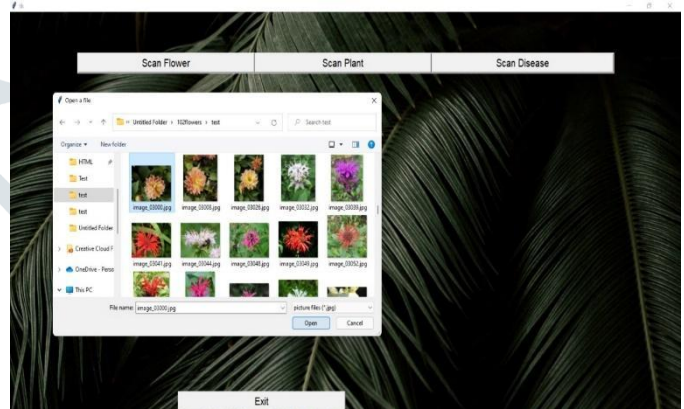 Scan Flower Scan Plant Scan Disease
Open a file
Untitled Folder › 102flowers › test Search test
Organize New folder
HTML
Test
test
test
Untitled Folder
Creative Cloud F
OneDrive - Perso
This PC
image_03000.jpg image_03008.jpg image_03029.jpg image_03032.jpg image_03038.jpg
image_03041.jpg image_03044.jpg image_03048.jpg image_03049.jpg image_03052.jpg
File name: image_03000.jpg picture files (*.jpg)
Open Cancel
Exit